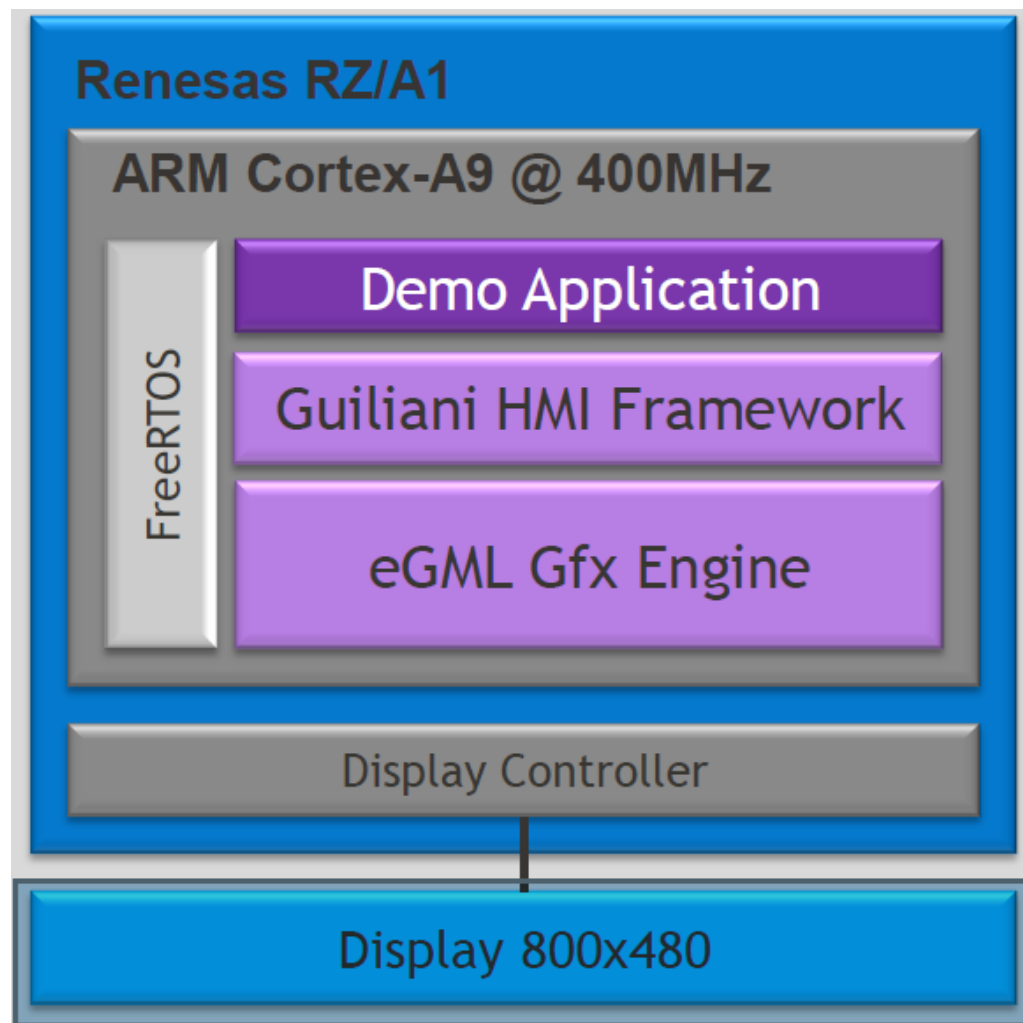 Renesas RZ/A1
ARM Cortex-A9 @ 400MHz
FreeRTOS
Demo Application
Guiliani HMI Framework
eGML Gfx Engine
Display Controller
Display 800x480